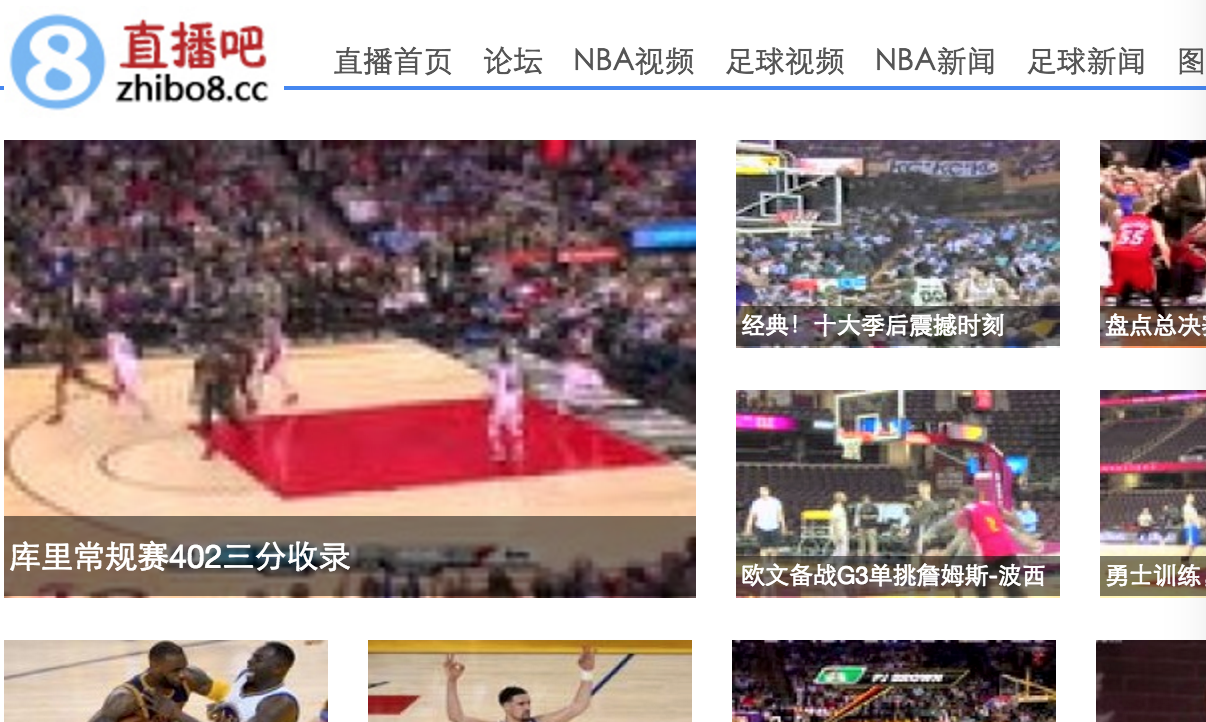 8
直播吧
zhibo8.cc
直播首页 论坛 NBA视频 足球视频 NBA新闻 足球新闻 图
经典！十大季后震撼时刻
55
盘点总决
库里常规赛402三分收录
欧文备战G3单挑詹姆斯-波西
勇士训练
PJ BROWN